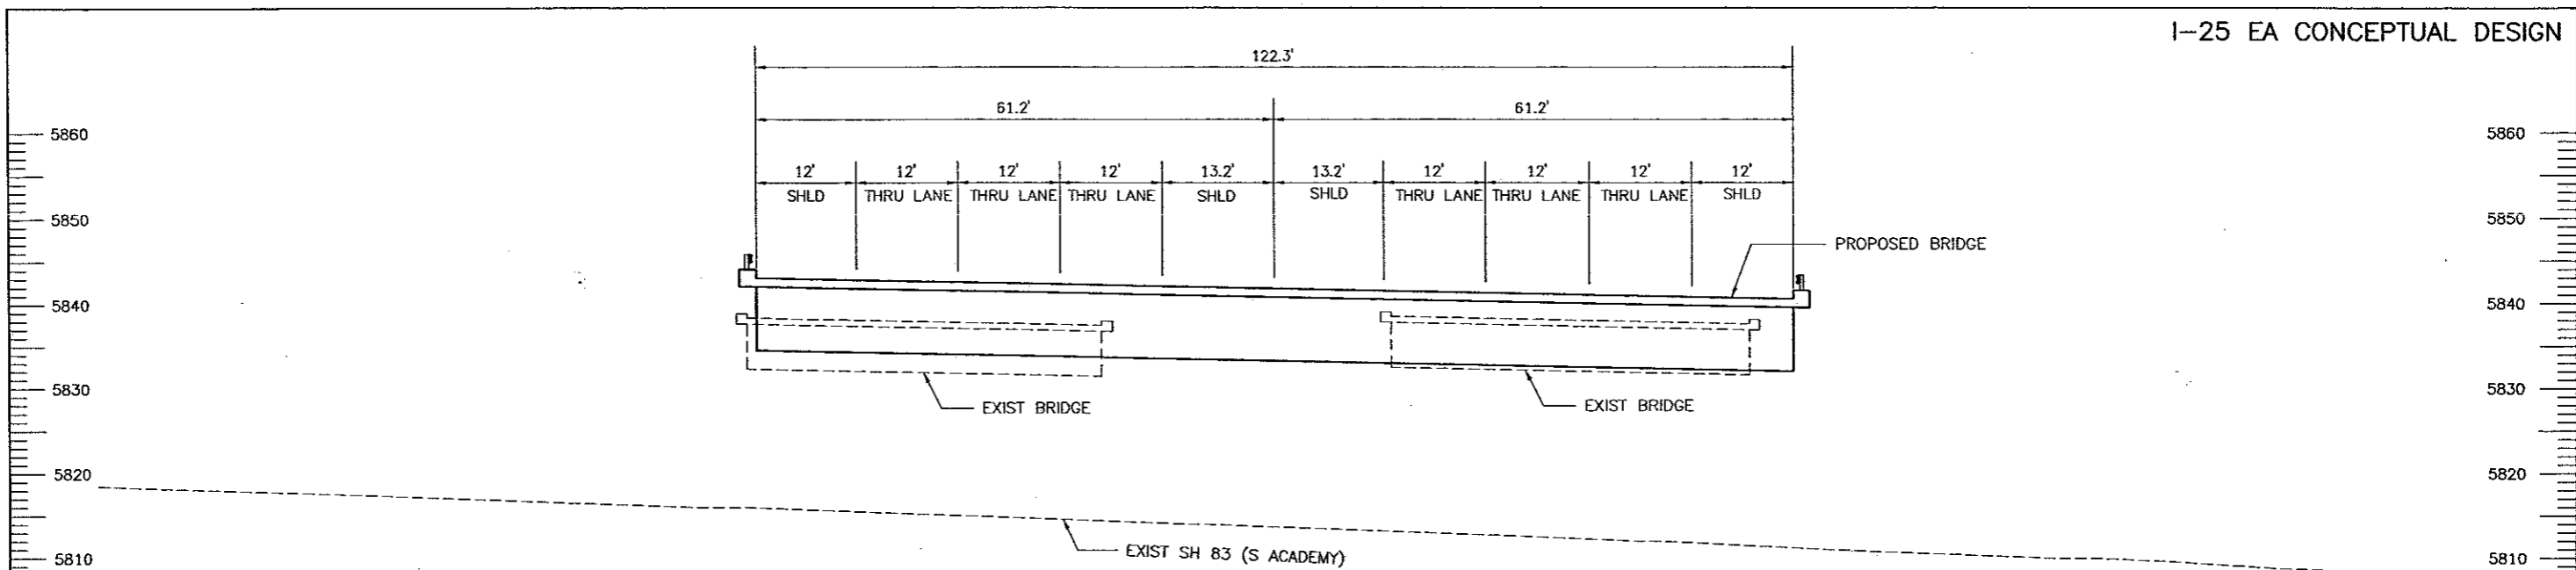 I-25 EA CONCEPTUAL DESIGN
122.3'
61.2' 61.2'
12' 12' 12' 12' 13.2' 13.2' 12' 12' 12' 12'
SHLD THRU LANE THRU LANE THRU LANE SHLD SHLD THRU LANE THRU LANE THRU LANE SHLD
5860 5860
5850 5850
PROPOSED BRIDGE
5840 5840
5830 5830
EXIST BRIDGE EXIST BRIDGE
5820 5820
EXIST SH 83 (S ACADEMY)
5810 5810